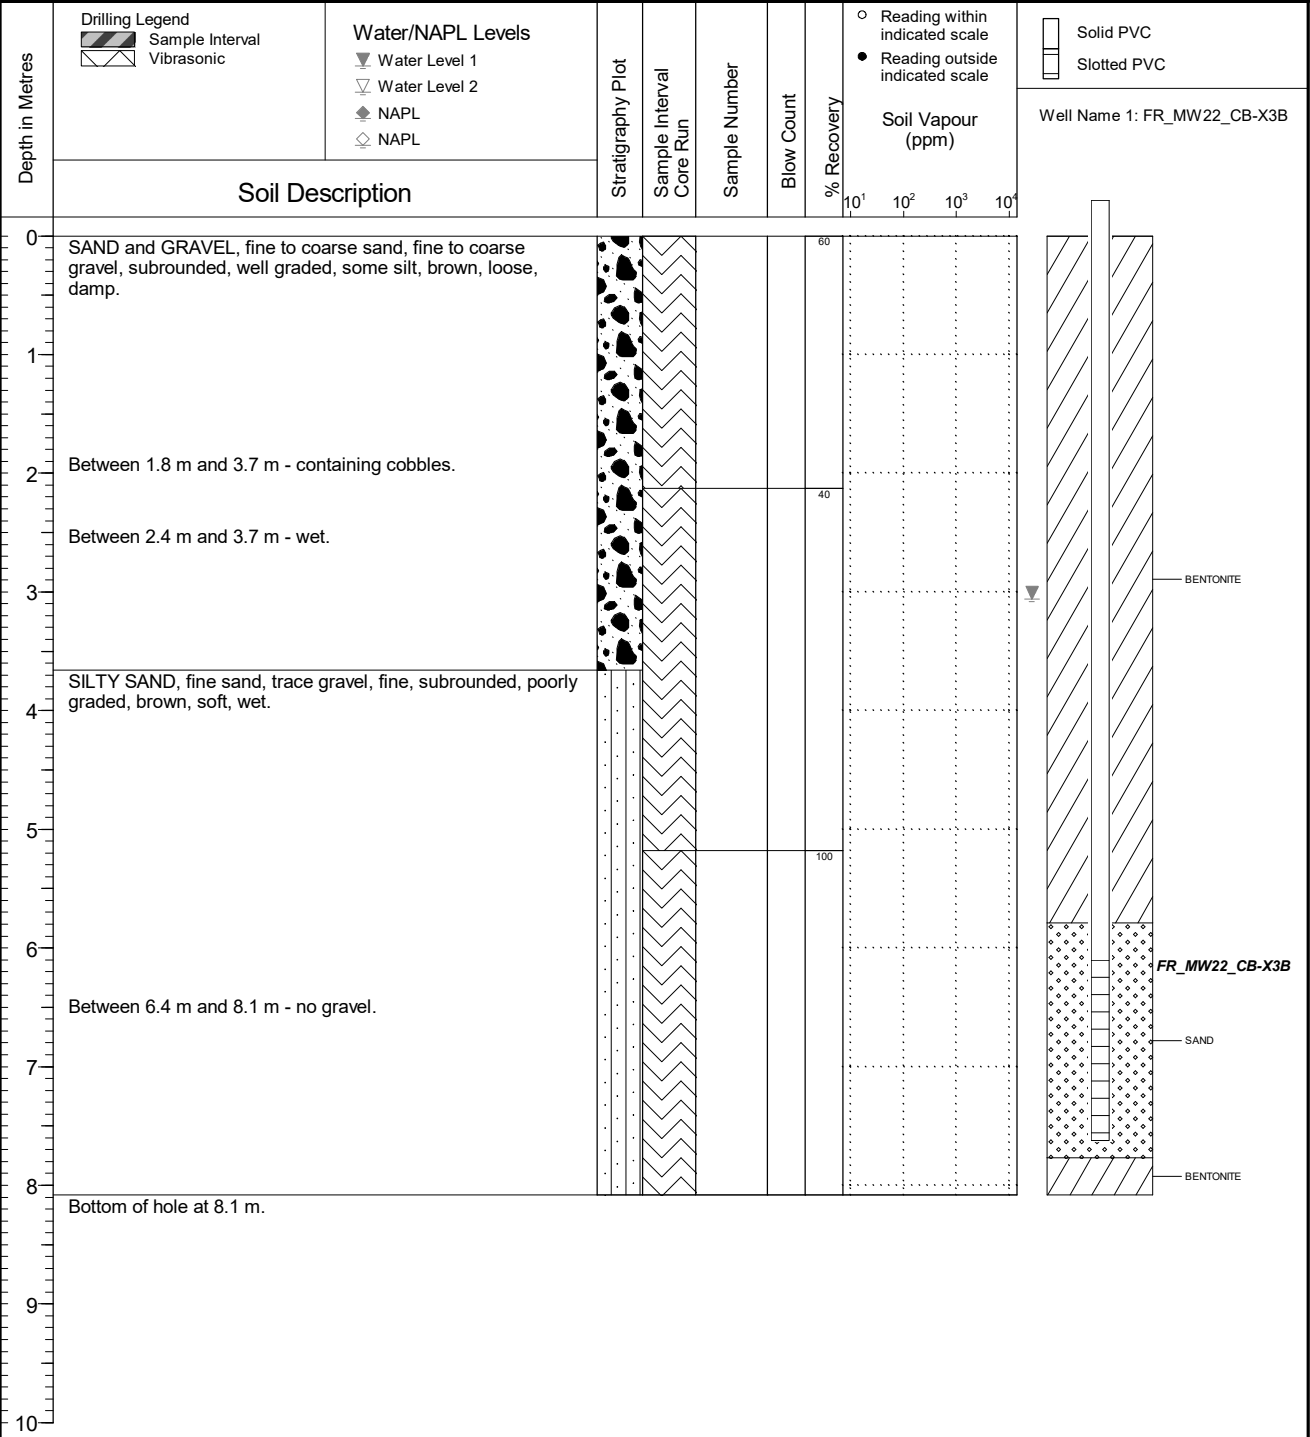 Drilling Legend
Sample Interval
Vibrasonic
Water/NAPL Levels
Water Level 1
Water Level 2
NAPL
NAPL
Depth in Metres
Soil Description
Stratigraphy Plot
Sample Interval
Core Run
Sample Number
Blow Count
% Recovery
Reading within
indicated scale
Reading outside
indicated scale
Soil Vapour
(ppm)
10¹ 10² 10³ 10⁴
Solid PVC
Slotted PVC
Well Name 1: FR_MW22_CB-X3B
0
SAND and GRAVEL, fine to coarse sand, fine to coarse
gravel, subrounded, well graded, some silt, brown, loose,
damp.
60
1
Between 1.8 m and 3.7 m - containing cobbles.
2
40
Between 2.4 m and 3.7 m - wet.
BENTONITE
3
SILTY SAND, fine sand, trace gravel, fine, subrounded, poorly
graded, brown, soft, wet.
4
5
100
6
FR_MW22_CB-X3B
Between 6.4 m and 8.1 m - no gravel.
SAND
7
BENTONITE
8
Bottom of hole at 8.1 m.
9
10